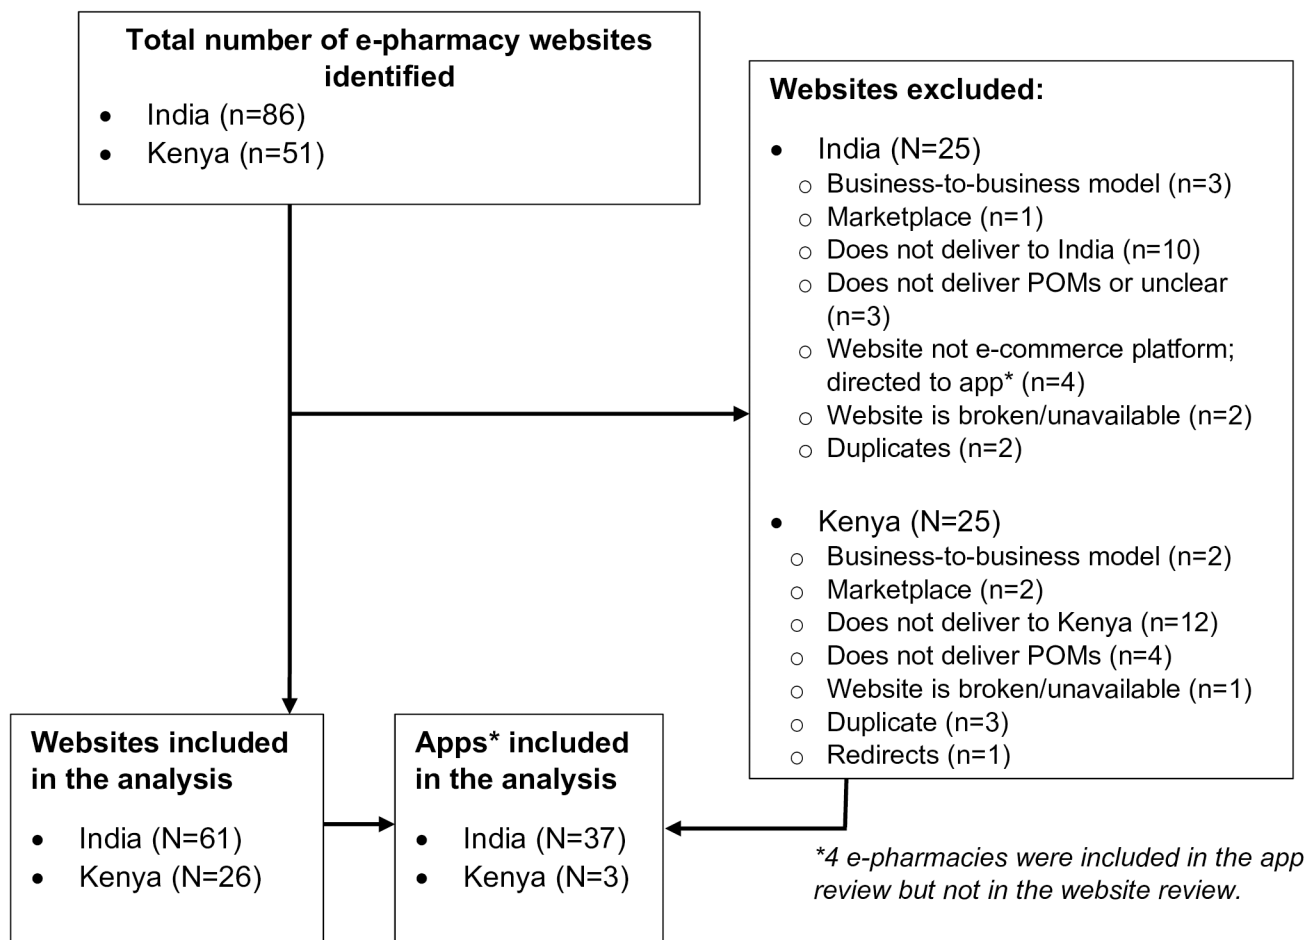 Total number of e-pharmacy websites
identified
• India (n=86)
• Kenya (n=51)
Websites excluded:
• India (N=25)
o Business-to-business model (n=3)
o Marketplace (n=1)
o Does not deliver to India (n=10)
o Does not deliver POMs or unclear
(n=3)
o Website not e-commerce platform;
directed to app* (n=4)
o Website is broken/unavailable (n=2)
o Duplicates (n=2)
• Kenya (N=25)
o Business-to-business model (n=2)
o Marketplace (n=2)
o Does not deliver to Kenya (n=12)
o Does not deliver POMs (n=4)
o Website is broken/unavailable (n=1)
o Duplicate (n=3)
o Redirects (n=1)
Websites included
in the analysis
• India (N=61)
• Kenya (N=26)
Apps* included
in the analysis
• India (N=37)
• Kenya (N=3)
*4 e-pharmacies were included in the app
review but not in the website review.